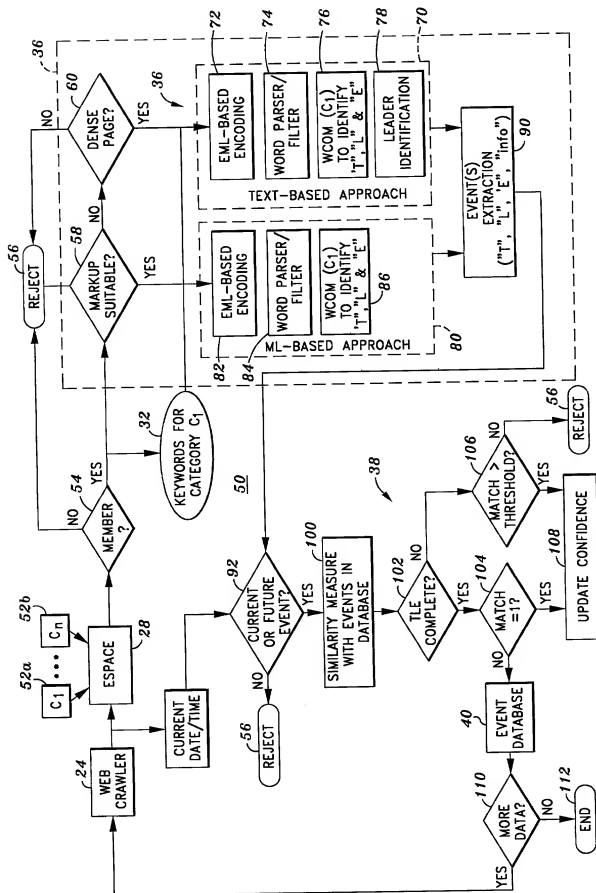 52a
52b
C1
• • •
Cn
24
WEB
CRAWLER
ESPACE
28
CURRENT
DATE/TIME
54
MEMBER
?
NO
YES
32
KEYWORDS FOR
CATEGORY C1
56
REJECT
58
MARKUP
SUITABLE?
NO
YES
60
DENSE
PAGE?
NO
YES
36
36
72
EML-BASED
ENCODING
74
WORD PARSER/
FILTER
76
WCOM (C1)
TO IDENTIFY
'T', "L" & "E"
78
LEADER
IDENTIFICATION
TEXT-BASED APPROACH
70
82
EML-BASED
ENCODING
84
WORD PARSER/
FILTER
WCOM (C1)
TO IDENTIFY
'T', "L" & "E"
86
ML-BASED APPROACH
80
EVENT(S)
EXTRACTION
("T", "L", 'E', "info")
90
50
38
92
CURRENT
OR FUTURE
EVENT?
NO
YES
56
REJECT
100
SIMILARITY MEASURE
WITH EVENTS IN
DATABASE
102
TLE
COMPLETE?
NO
YES
104
MATCH
=1?
NO
YES
106
MATCH >
THRESHOLD?
NO
YES
56
REJECT
UPDATE CONFIDENCE
108
40
EVENT
DATABASE
110
MORE
DATA?
YES
NO
112
END